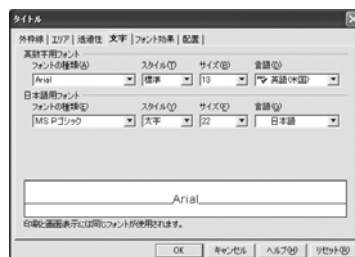 タイトル
外枠線 | エリア | 透過性 文字 | フォント効果 | 配置 |
英数字用フォント
フォントの種類(A) スタイル(T) サイズ(B) 言語(D)
Arial 標準 13 英語(米国)
日本語用フォント
フォントの種類(E) スタイル(Y) サイズ(F) 言語(G)
MS Pゴシック 太字 22 日本語
Arial
印刷と画面表示には同じフォントが使用されます。
OK キャンセル ヘルプ(H) リセット(R)